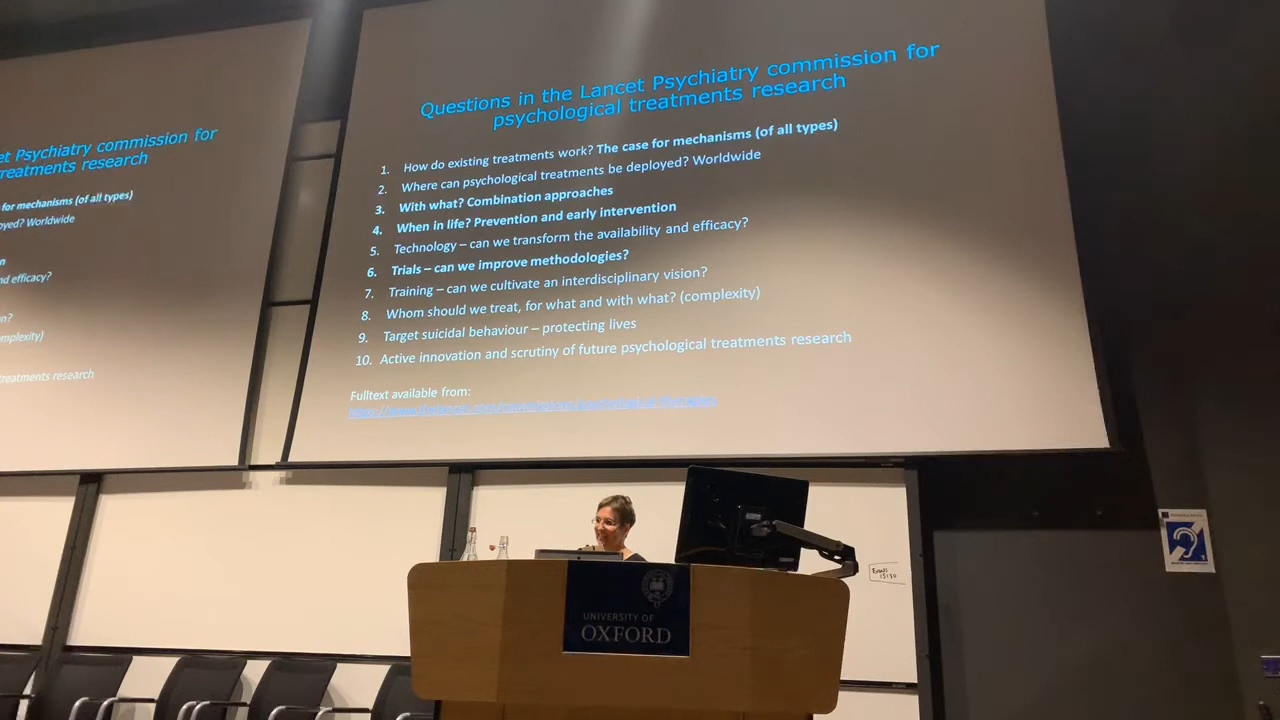 Questions in the Lancet Psychiatry commission for
psychological treatments research
1. How do existing treatments work? The case for mechanisms (of all types)
2. Where can psychological treatments be deployed? Worldwide
3. With what? Combination approaches
4. When in life? Prevention and early intervention
5. Technology – can we transform the availability and efficacy?
6. Trials – can we improve methodologies?
7. Training – can we cultivate an interdisciplinary vision?
8. Whom should we treat, for what and with what? (complexity)
9. Target suicidal behaviour – protecting lives
10. Active innovation and scrutiny of future psychological treatments research
Fulltext available from:
et Psychiatry commission for
reatments research
for mechanisms (of all types)
oyed? Worldwide
n
nd efficacy?
on?
omplexity)
treatments research
UNIVERSITY OF
OXFORD